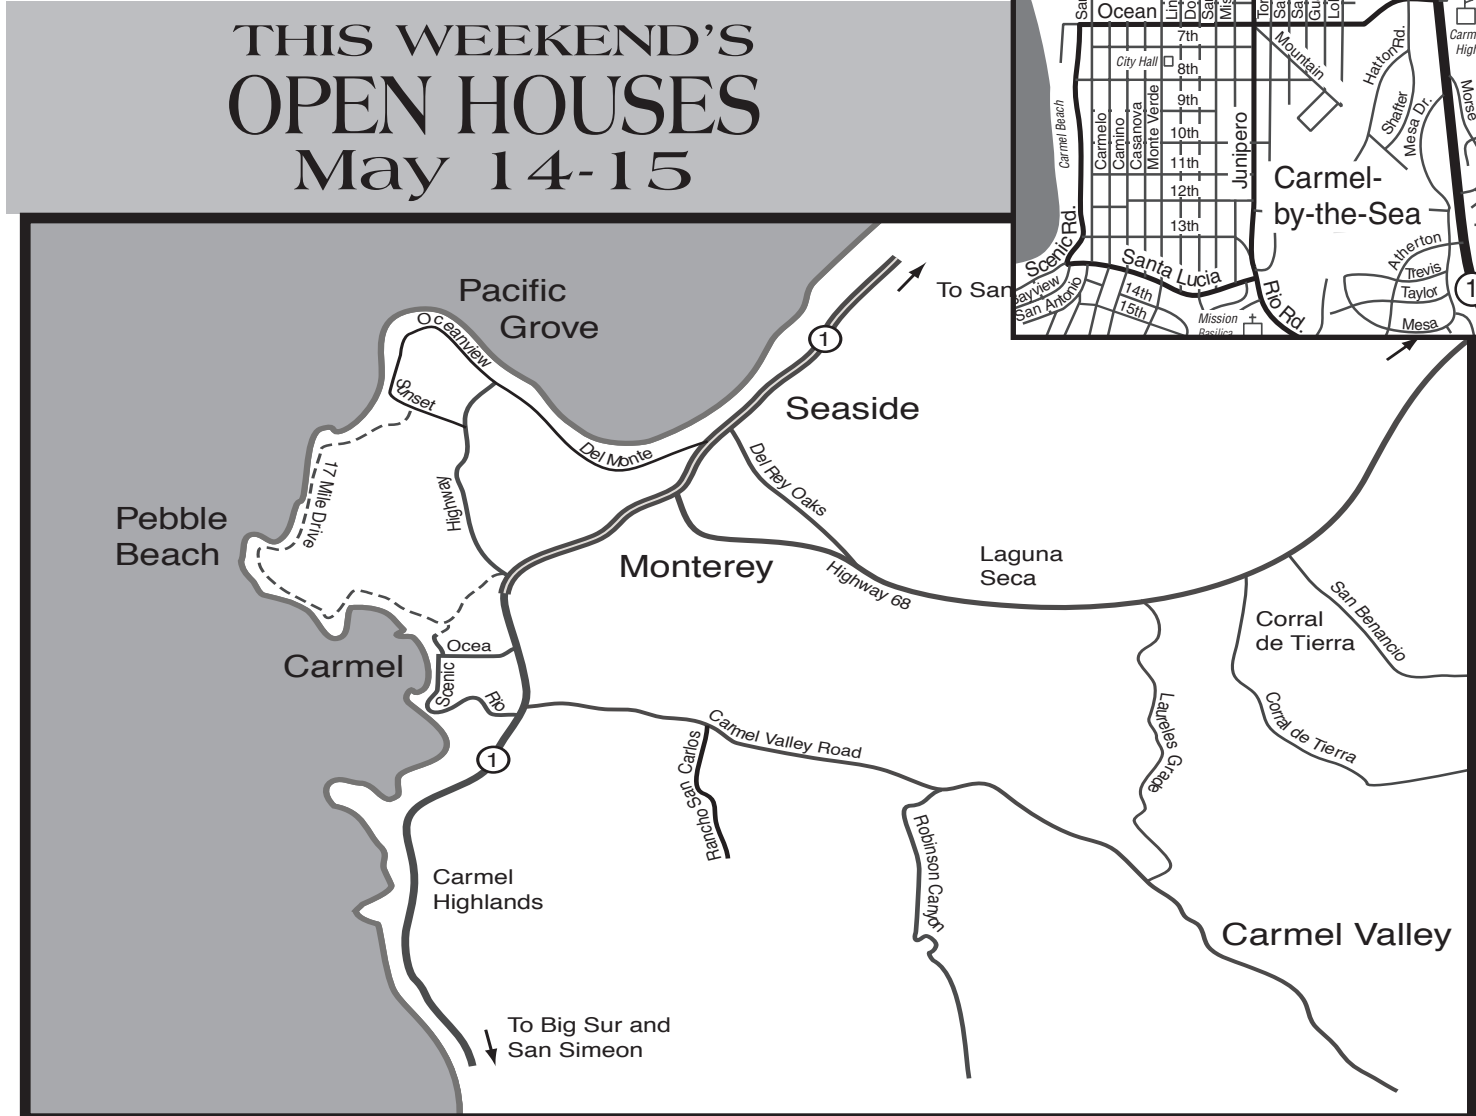 THIS WEEKEND'S
OPEN HOUSES
May 14-15
Ocean
7th
City Hall
8th
9th
10th
11th
12th
13th
14th
15th
Carmel Beach
Carmelo
Camino
Casanova
Monte Verde
Junipero
Mountain
Hatton Rd.
Shafter
Mesa Dr.
Morse
Carmel-
by-the-Sea
Scenic Rd.
Santa Lucia
San Antonio
Rio Rd.
Mission
Basilica
Atherton
Trevis
Taylor
Mesa
1
Pacific
Grove
Oceanview
Sunset
To San
1
Seaside
Del Monte
Del Rey Oaks
17 Mile Drive
Highway
Pebble
Beach
Monterey
Highway 68
Laguna
Seca
San Benancio
Corral
de Tierra
Corral de Tierra
Laureles Grade
Carmel
Ocea
Scenic
Rio
1
Carmel Valley Road
Rancho San Carlos
Robinson Canyon
Carmel
Highlands
Carmel Valley
To Big Sur and
San Simeon